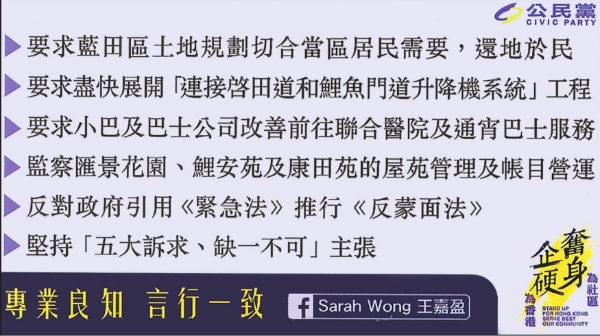 公民黨
CIVIC PARTY
要求藍田區土地規劃切合當區居民需要，還地於民
要求盡快展開「連接啓田道和鯉魚門道升降機系統」工程
要求小巴及巴士公司改善前往聯合醫院及通宵巴士服務
監察匯景花園、鯉安苑及康田苑的屋苑管理及帳目營運
反對政府引用《緊急法》推行《反蒙面法》
堅持「五大訴求、缺一不可」主張
奮身
企硬
為社區
為香港
STAND UP
FOR HONG KONG
SERVE BEST
OUR COMMUNITY
專業良知 言行一致
Sarah Wong 王嘉盈